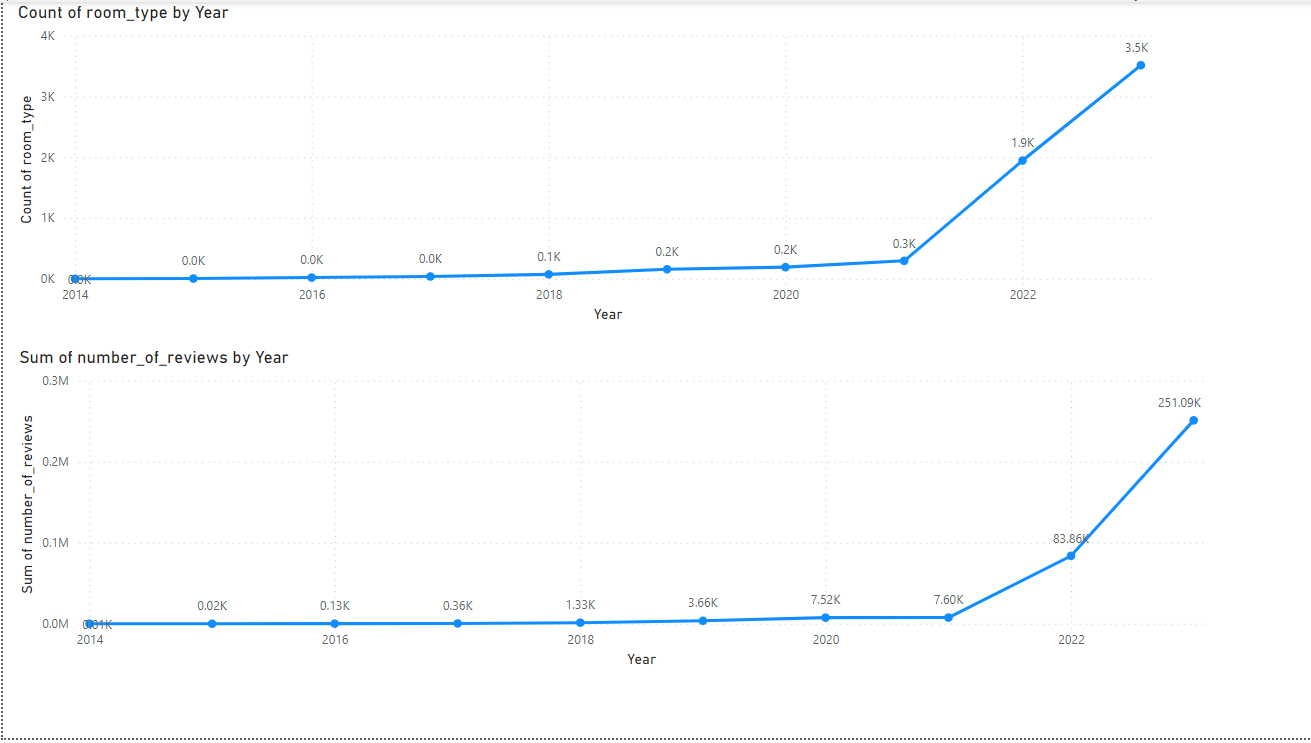 Count of room_type by Year
4K
3K
2K
1K
0K
Count of room_type
0.0K
0.0K
0.0K
0.0K
0.1K
0.2K
0.2K
0.3K
1.9K
3.5K
2014
2016
2018
2020
2022
Year
Sum of number_of_reviews by Year
0.3M
0.2M
0.1M
0.0M
Sum of number_of_reviews
0.01K
0.02K
0.13K
0.36K
1.33K
3.66K
7.52K
7.60K
83.86K
251.09K
2014
2016
2018
2020
2022
Year